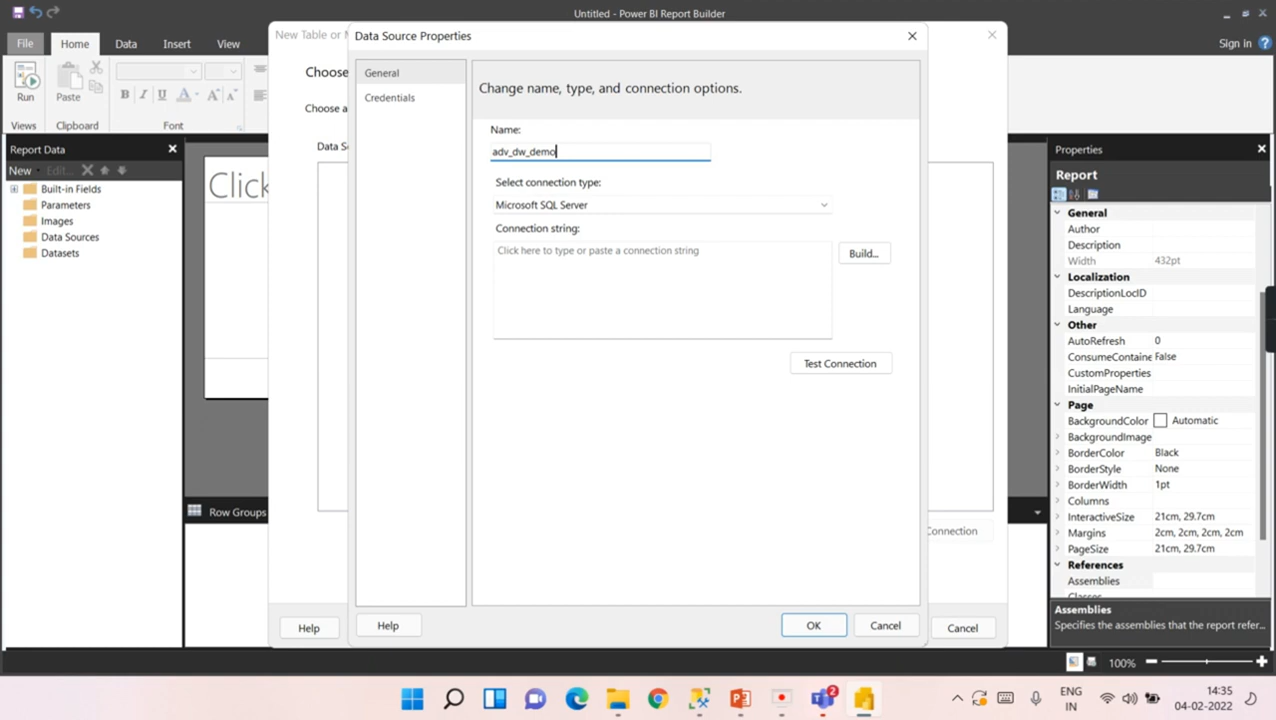 Untitled - Power BI Report Builder
File
Home
Data
Insert
View
Sign in
Run
Paste
B I U A A A
Views
Clipboard
Font
New Table or
Choose
Choose a
Data S
Data Source Properties
General
Credentials
Change name, type, and connection options.
Name:
adv_dw_demo
Select connection type:
Microsoft SQL Server
Connection string:
Click here to type or paste a connection string
Build...
Test Connection
Connection
Help
Help
OK
Cancel
Cancel
Report Data
New
Edit...
Built-in Fields
Parameters
Images
Data Sources
Datasets
Click
Row Groups
Properties
Report
General
Author
Description
Width 432pt
Localization
DescriptionLocID
Language
Other
AutoRefresh 0
ConsumeContaine False
CustomProperties
InitialPageName
Page
BackgroundColor Automatic
BackgroundImage
BorderColor Black
BorderStyle None
BorderWidth 1pt
Columns
InteractiveSize 21cm, 29.7cm
Margins 2cm, 2cm, 2cm, 2cm
PageSize 21cm, 29.7cm
References
Assemblies
Assemblies
Specifies the assemblies that the report refer...
100%
2
ENG
IN
14:35
04-02-2022